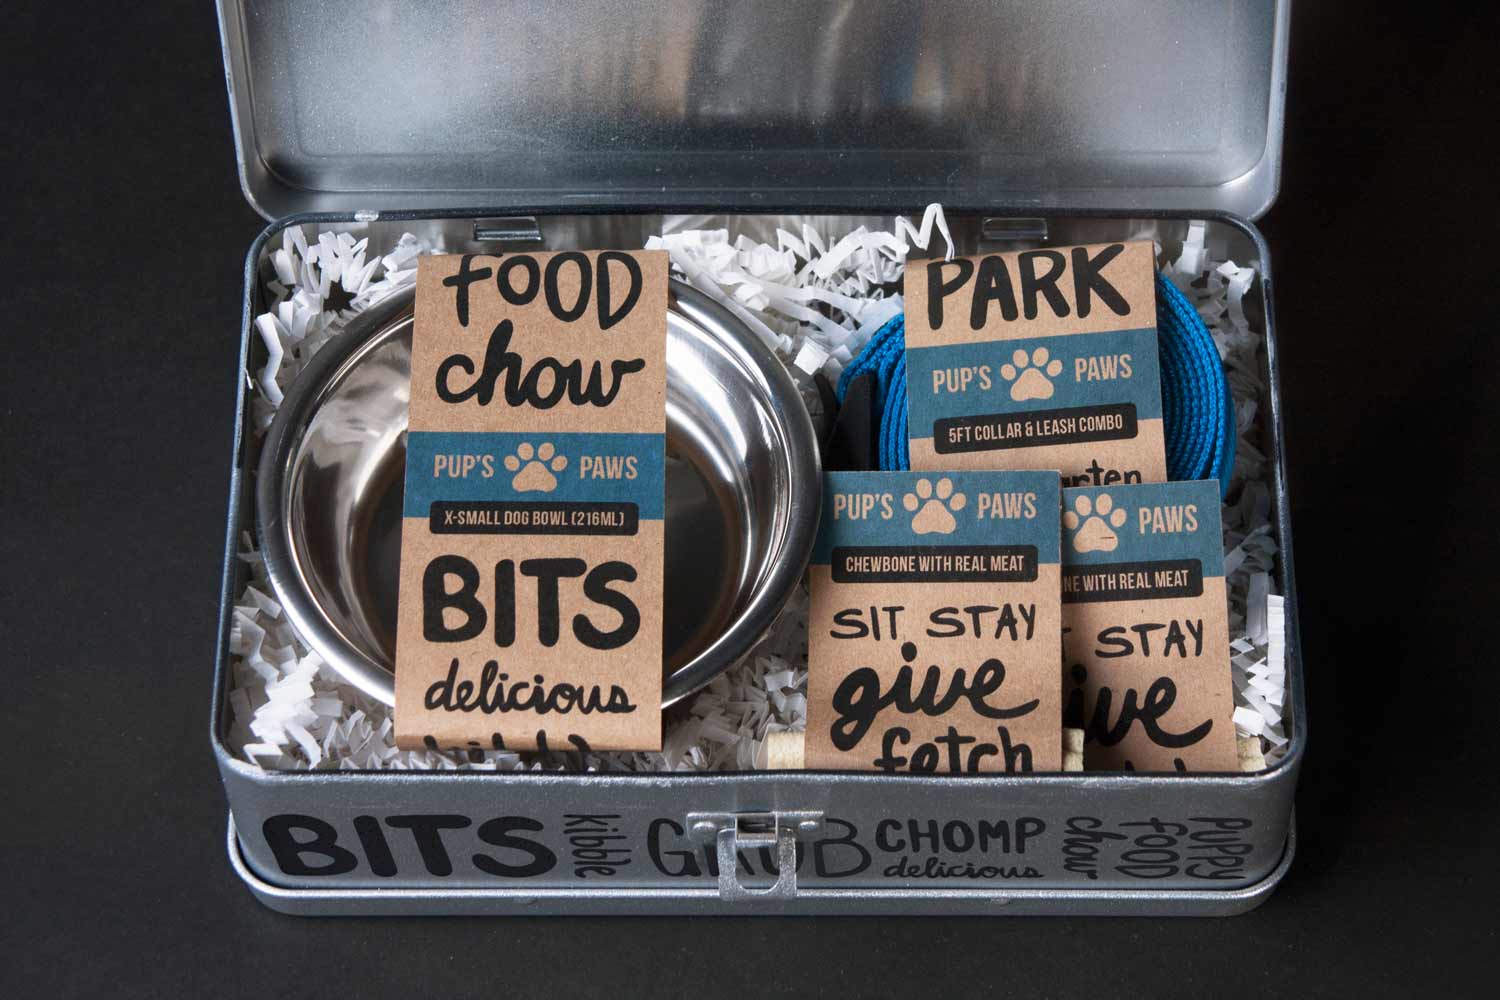 FOOD
chow
PUP'S PAWS
X-SMALL DOG BOWL (216ML)
BITS
delicious
PARK
PUP'S PAWS
5FT COLLAR & LEASH COMBO
PUP'S PAWS
CHEWBONE WITH REAL MEAT
SIT STAY
give
fetch
PAWS
WITH REAL MEAT
STAY
BITS kibble GRUB CHOMP delicious chow FOOD PUPPY